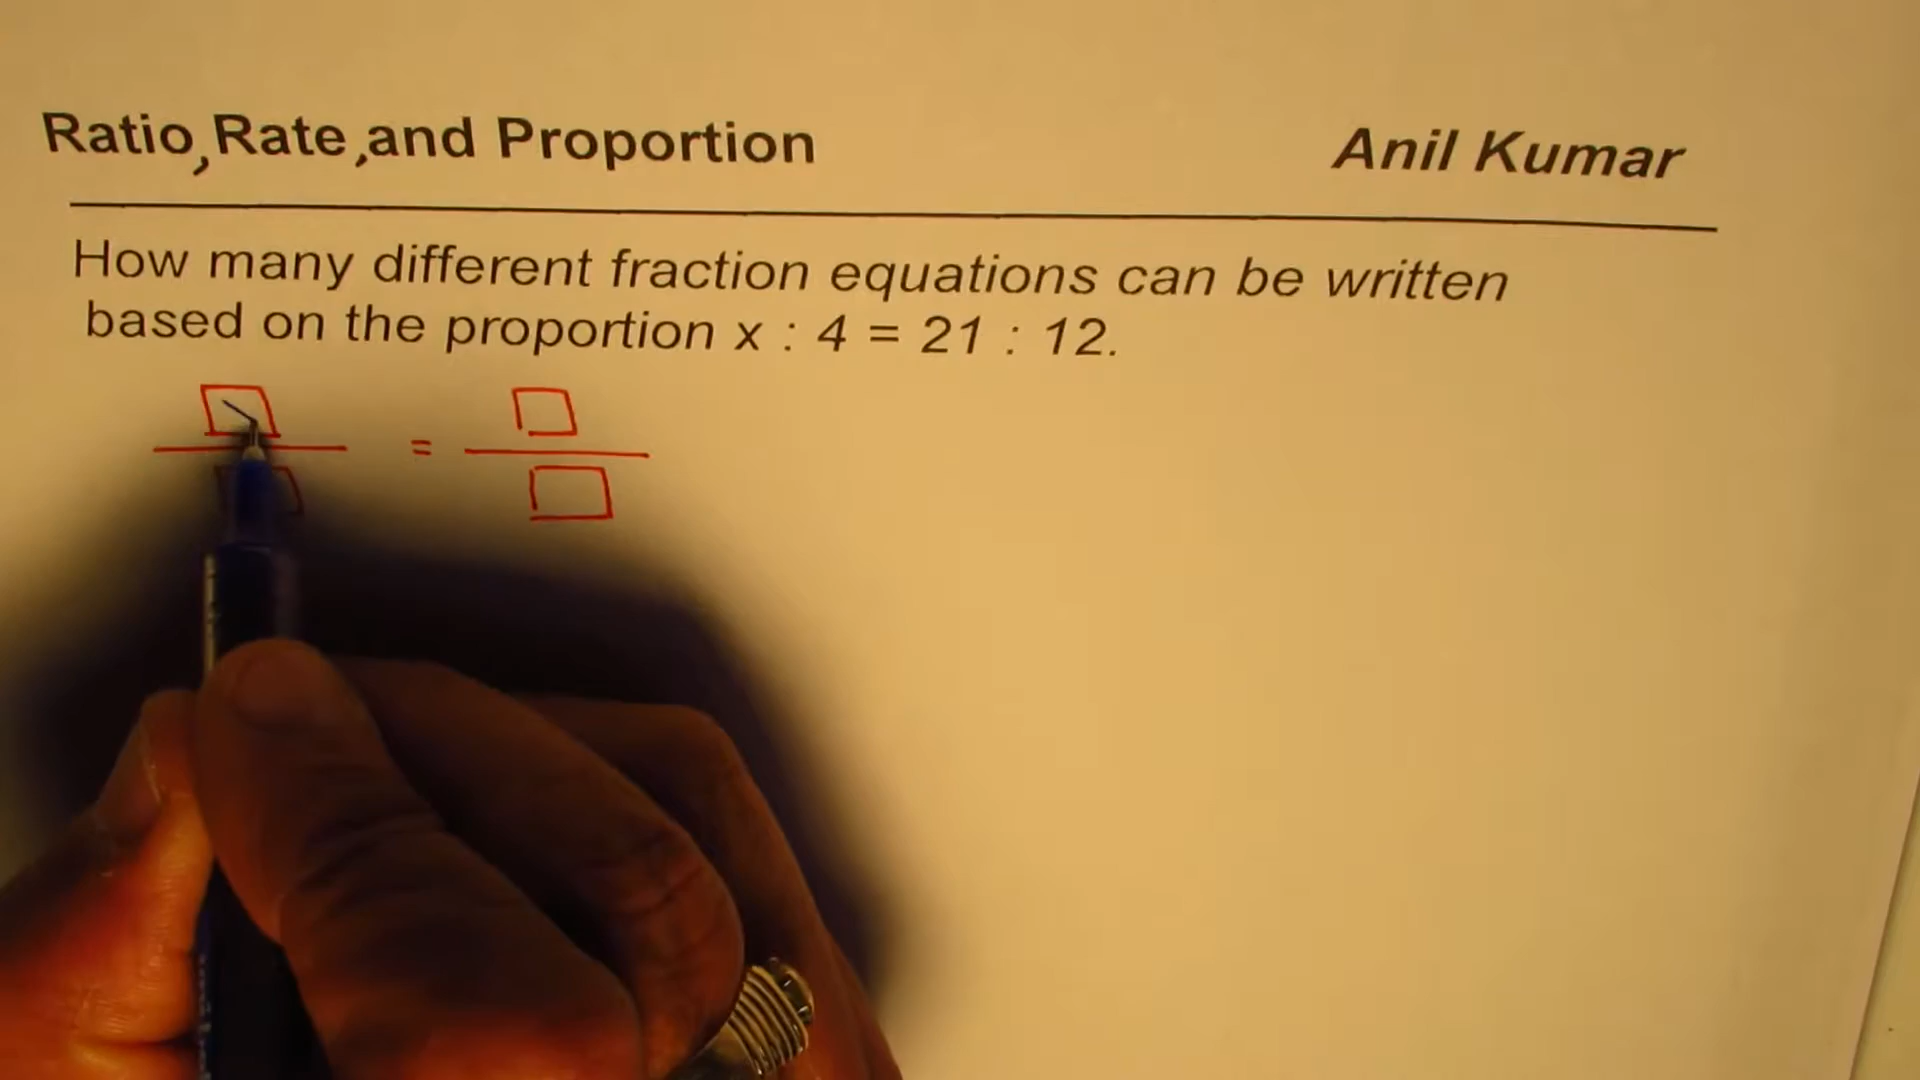 Ratio, Rate, and Proportion
Anil Kumar
How many different fraction equations can be written
based on the proportion x : 4 = 21 : 12.
=